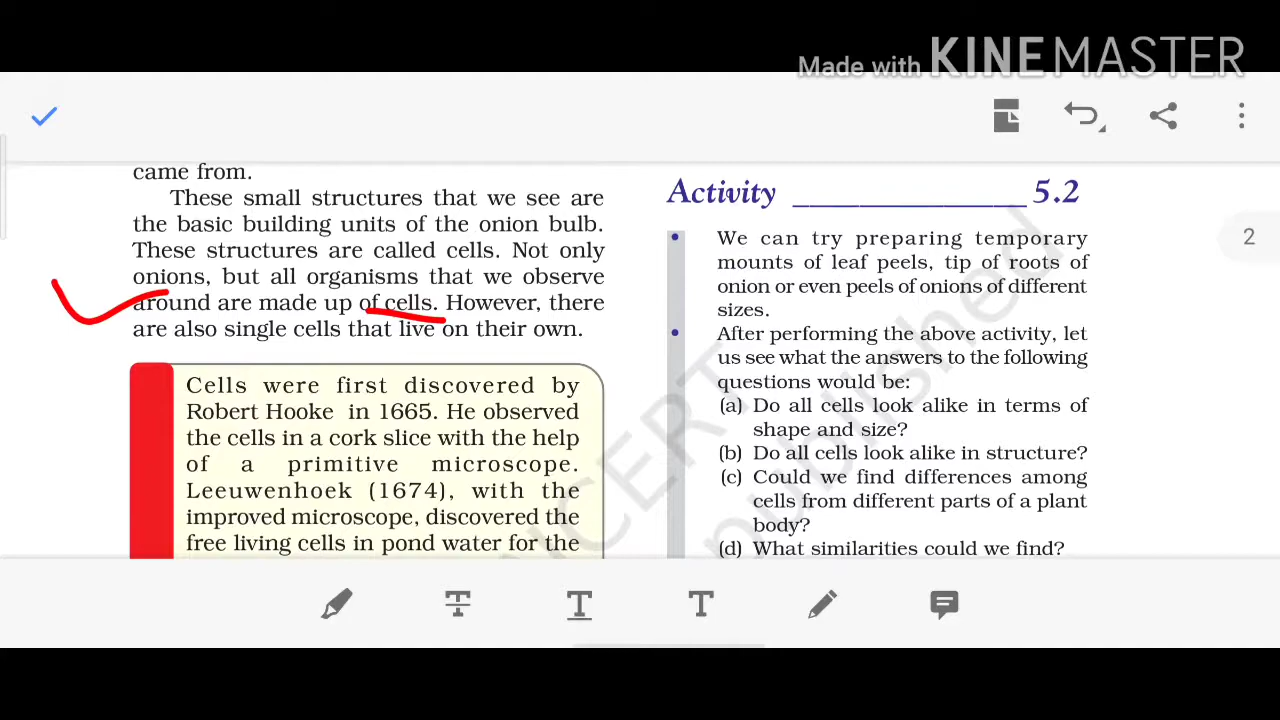 Made with KINEMASTER
came from.
These small structures that we see are
the basic building units of the onion bulb.
These structures are called cells. Not only
onions, but all organisms that we observe
around are made up of cells. However, there
are also single cells that live on their own.
Cells were first discovered by
Robert Hooke in 1665. He observed
the cells in a cork slice with the help
of a primitive microscope.
Leeuwenhoek (1674), with the
improved microscope, discovered the
free living cells in pond water for the
Activity ________________ 5.2
• We can try preparing temporary
mounts of leaf peels, tip of roots of
onion or even peels of onions of different
sizes.
• After performing the above activity, let
us see what the answers to the following
questions would be:
(a) Do all cells look alike in terms of
shape and size?
(b) Do all cells look alike in structure?
(c) Could we find differences among
cells from different parts of a plant
body?
(d) What similarities could we find?
2
NCERT
published
T
T
T